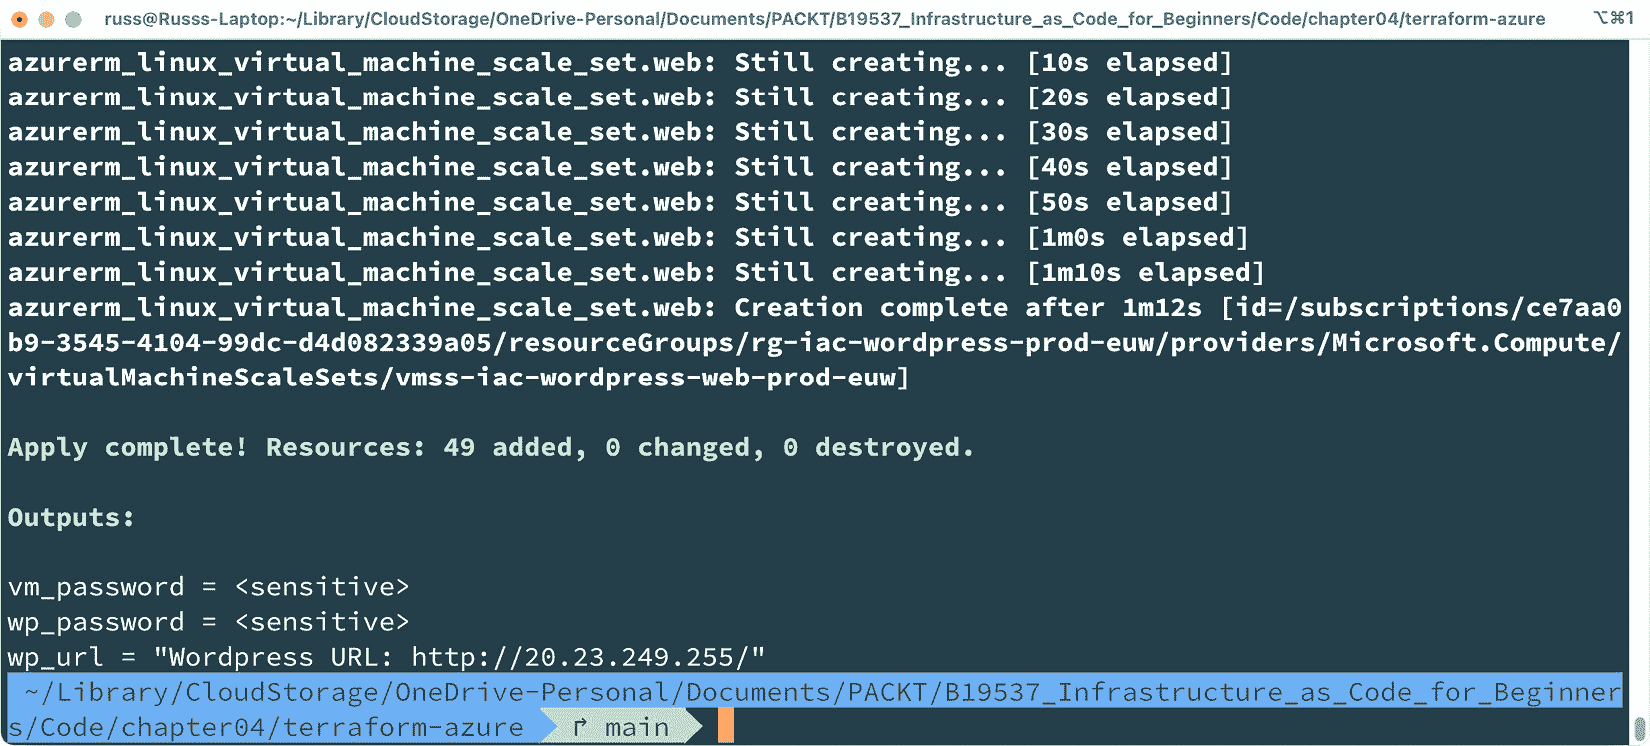 russ@Russs-Laptop:~/Library/CloudStorage/OneDrive-Personal/Documents/PACKT/B19537_Infrastructure_as_Code_for_Beginners/Code/chapter04/terraform-azure ⌥⌘1
azurerm_linux_virtual_machine_scale_set.web: Still creating... [10s elapsed]
azurerm_linux_virtual_machine_scale_set.web: Still creating... [20s elapsed]
azurerm_linux_virtual_machine_scale_set.web: Still creating... [30s elapsed]
azurerm_linux_virtual_machine_scale_set.web: Still creating... [40s elapsed]
azurerm_linux_virtual_machine_scale_set.web: Still creating... [50s elapsed]
azurerm_linux_virtual_machine_scale_set.web: Still creating... [1m0s elapsed]
azurerm_linux_virtual_machine_scale_set.web: Still creating... [1m10s elapsed]
azurerm_linux_virtual_machine_scale_set.web: Creation complete after 1m12s [id=/subscriptions/ce7aa0
b9-3545-4104-99dc-d4d082339a05/resourceGroups/rg-iac-wordpress-prod-euw/providers/Microsoft.Compute/
virtualMachineScaleSets/vmss-iac-wordpress-web-prod-euw]
Apply complete! Resources: 49 added, 0 changed, 0 destroyed.
Outputs:
vm_password = <sensitive>
wp_password = <sensitive>
wp_url = "Wordpress URL: http://20.23.249.255/"
~/Library/CloudStorage/OneDrive-Personal/Documents/PACKT/B19537_Infrastructure_as_Code_for_Beginner
s/Code/chapter04/terraform-azure main